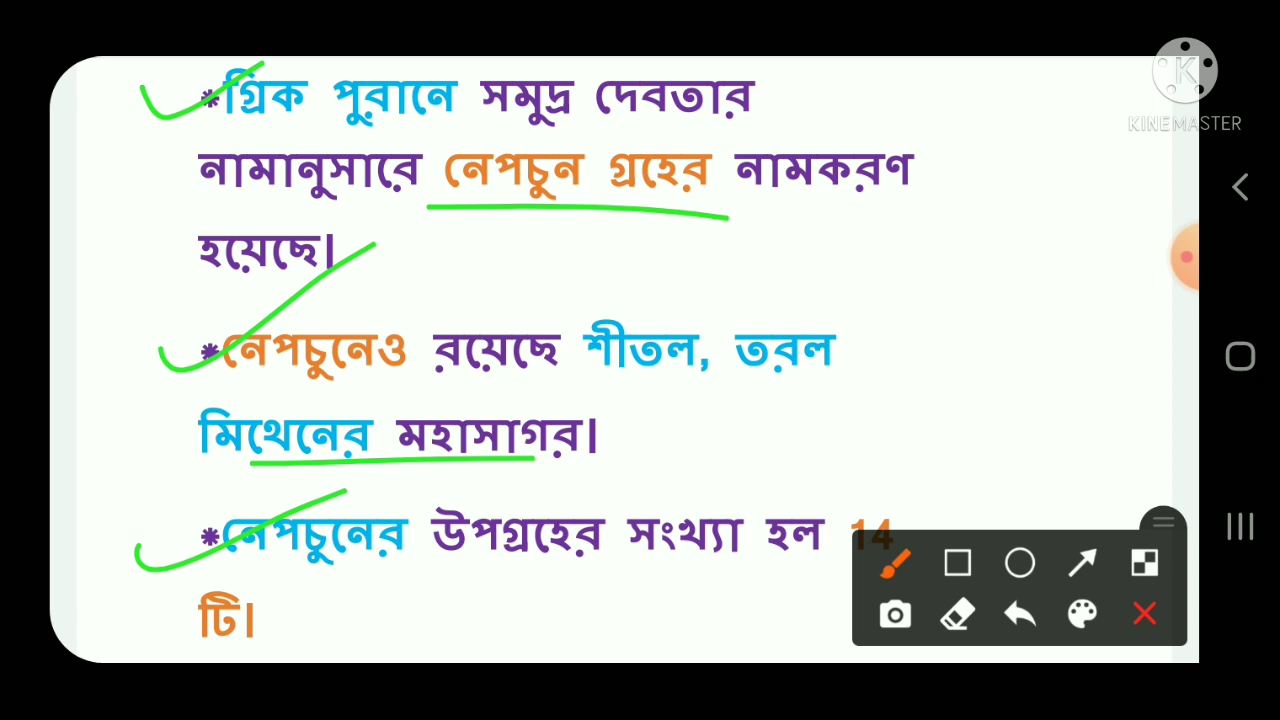 *গ্রিক পুরানে সমুদ্র দেবতার
নামানুসারে নেপচুন গ্রহের নামকরণ
হয়েছে।
*নেপচুনেও রয়েছে শীতল, তরল
মিথেনের মহাসাগর।
*নেপচুনের উপগ্রহের সংখ্যা হল 14
টি।
K
KINEMASTER